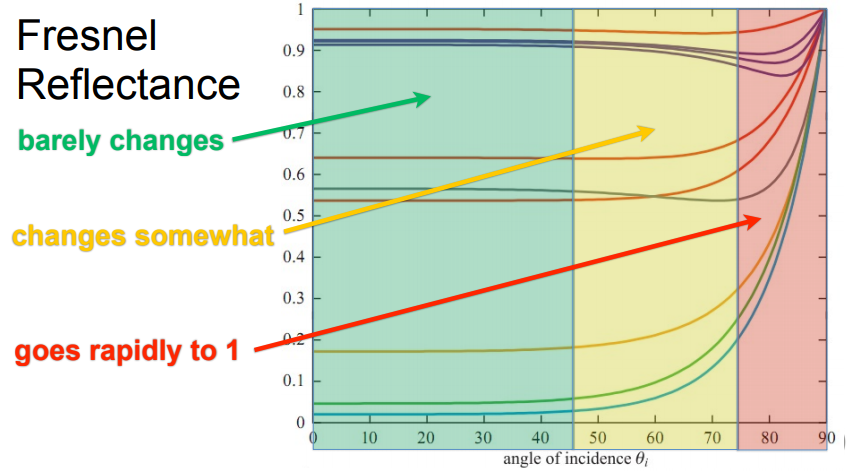 Fresnel
Reflectance
barely changes
changes somewhat
goes rapidly to 1
1
0.9
0.8
0.7
0.6
0.5
0.4
0.3
0.2
0.1
0
0 10 20 30 40 50 60 70 80 90
angle of incidence θi